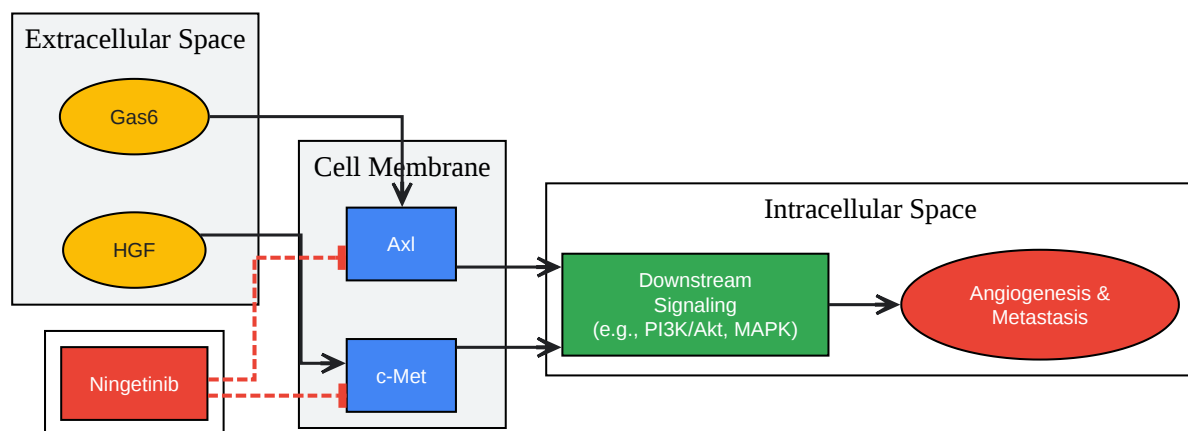 Extracellular Space
Gas6
HGF
Ningetinib
Cell Membrane
Axl
c-Met
Intracellular Space
Downstream
Signaling
(e.g., PI3K/Akt, MAPK)
Angiogenesis &
Metastasis